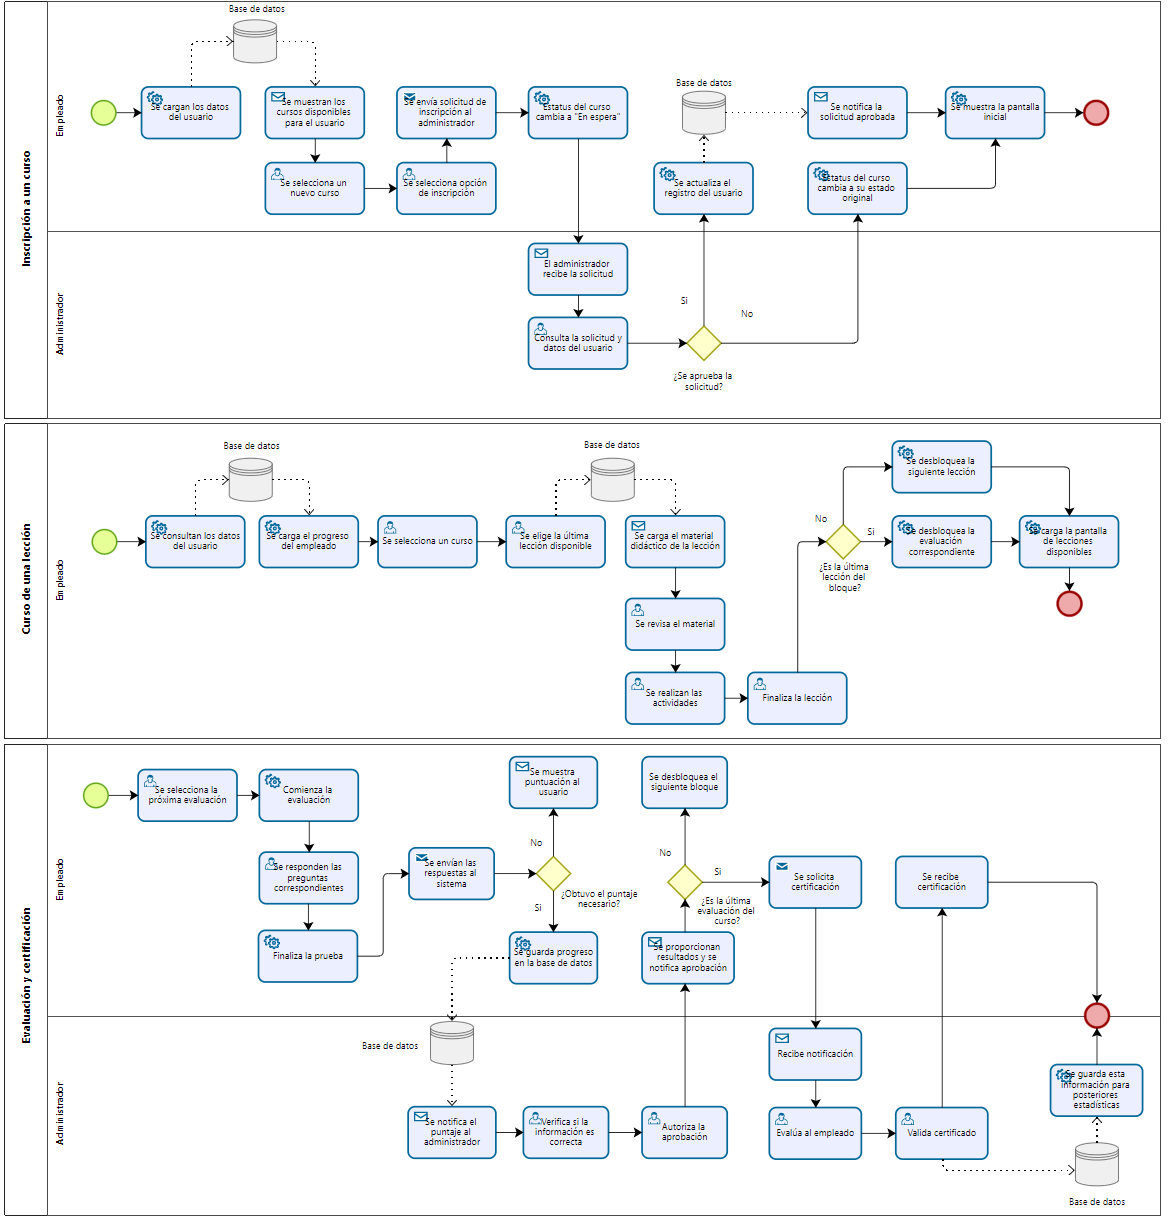 Inscripción a un curso
Empleado
Base de datos
Se cargan los datos
del usuario
Se muestran los
cursos disponibles
para el usuario
Se envía solicitud de
inscripción al
administrador
Estatus del curso
cambia a "En espera"
Se selecciona un
nuevo curso
Se selecciona opción
de inscripción
Base de datos
Se notifica la
solicitud aprobada
Se muestra la pantalla
inicial
Se actualiza el
registro del usuario
Estatus del curso
cambia a su estado
original
Administrador
El administrador
recibe la solicitud
Consulta la solicitud y
datos del usuario
Si
No
¿Se aprueba la
solicitud?
Curso de una lección
Empleado
Base de datos
Base de datos
Se consultan los datos
del usuario
Se carga el progreso
del empleado
Se selecciona un curso
Se elige la última
lección disponible
Se carga el material
didáctico de la lección
Se revisa el material
Se realizan las
actividades
Finaliza la lección
No
Si
¿Es la última
lección del
bloque?
Se desbloquea la
siguiente lección
Se desbloquea la
evaluación
correspondiente
Se carga la pantalla
de lecciones
disponibles
Evaluación y certificación
Empleado
Se selecciona la
próxima evaluación
Comienza la
evaluación
Se responden las
preguntas
correspondientes
Finaliza la prueba
Se envían las
respuestas al
sistema
Se muestra
puntuación al
usuario
No
¿Obtuvo el puntaje
necesario?
Si
Se guarda progreso
en la base de datos
Se desbloquea el
siguiente bloque
No
Si
¿Es la última
evaluación del
curso?
Se proporcionan
resultados y se
notifica aprobación
Se solicita
certificación
Se recibe
certificación
Administrador
Base de datos
Se notifica el
puntaje al
administrador
Verifica si la
información es
correcta
Autoriza la
aprobación
Recibe notificación
Evalúa al empleado
Valida certificado
Se guarda esta
información para
posteriores
estadísticas
Base de datos